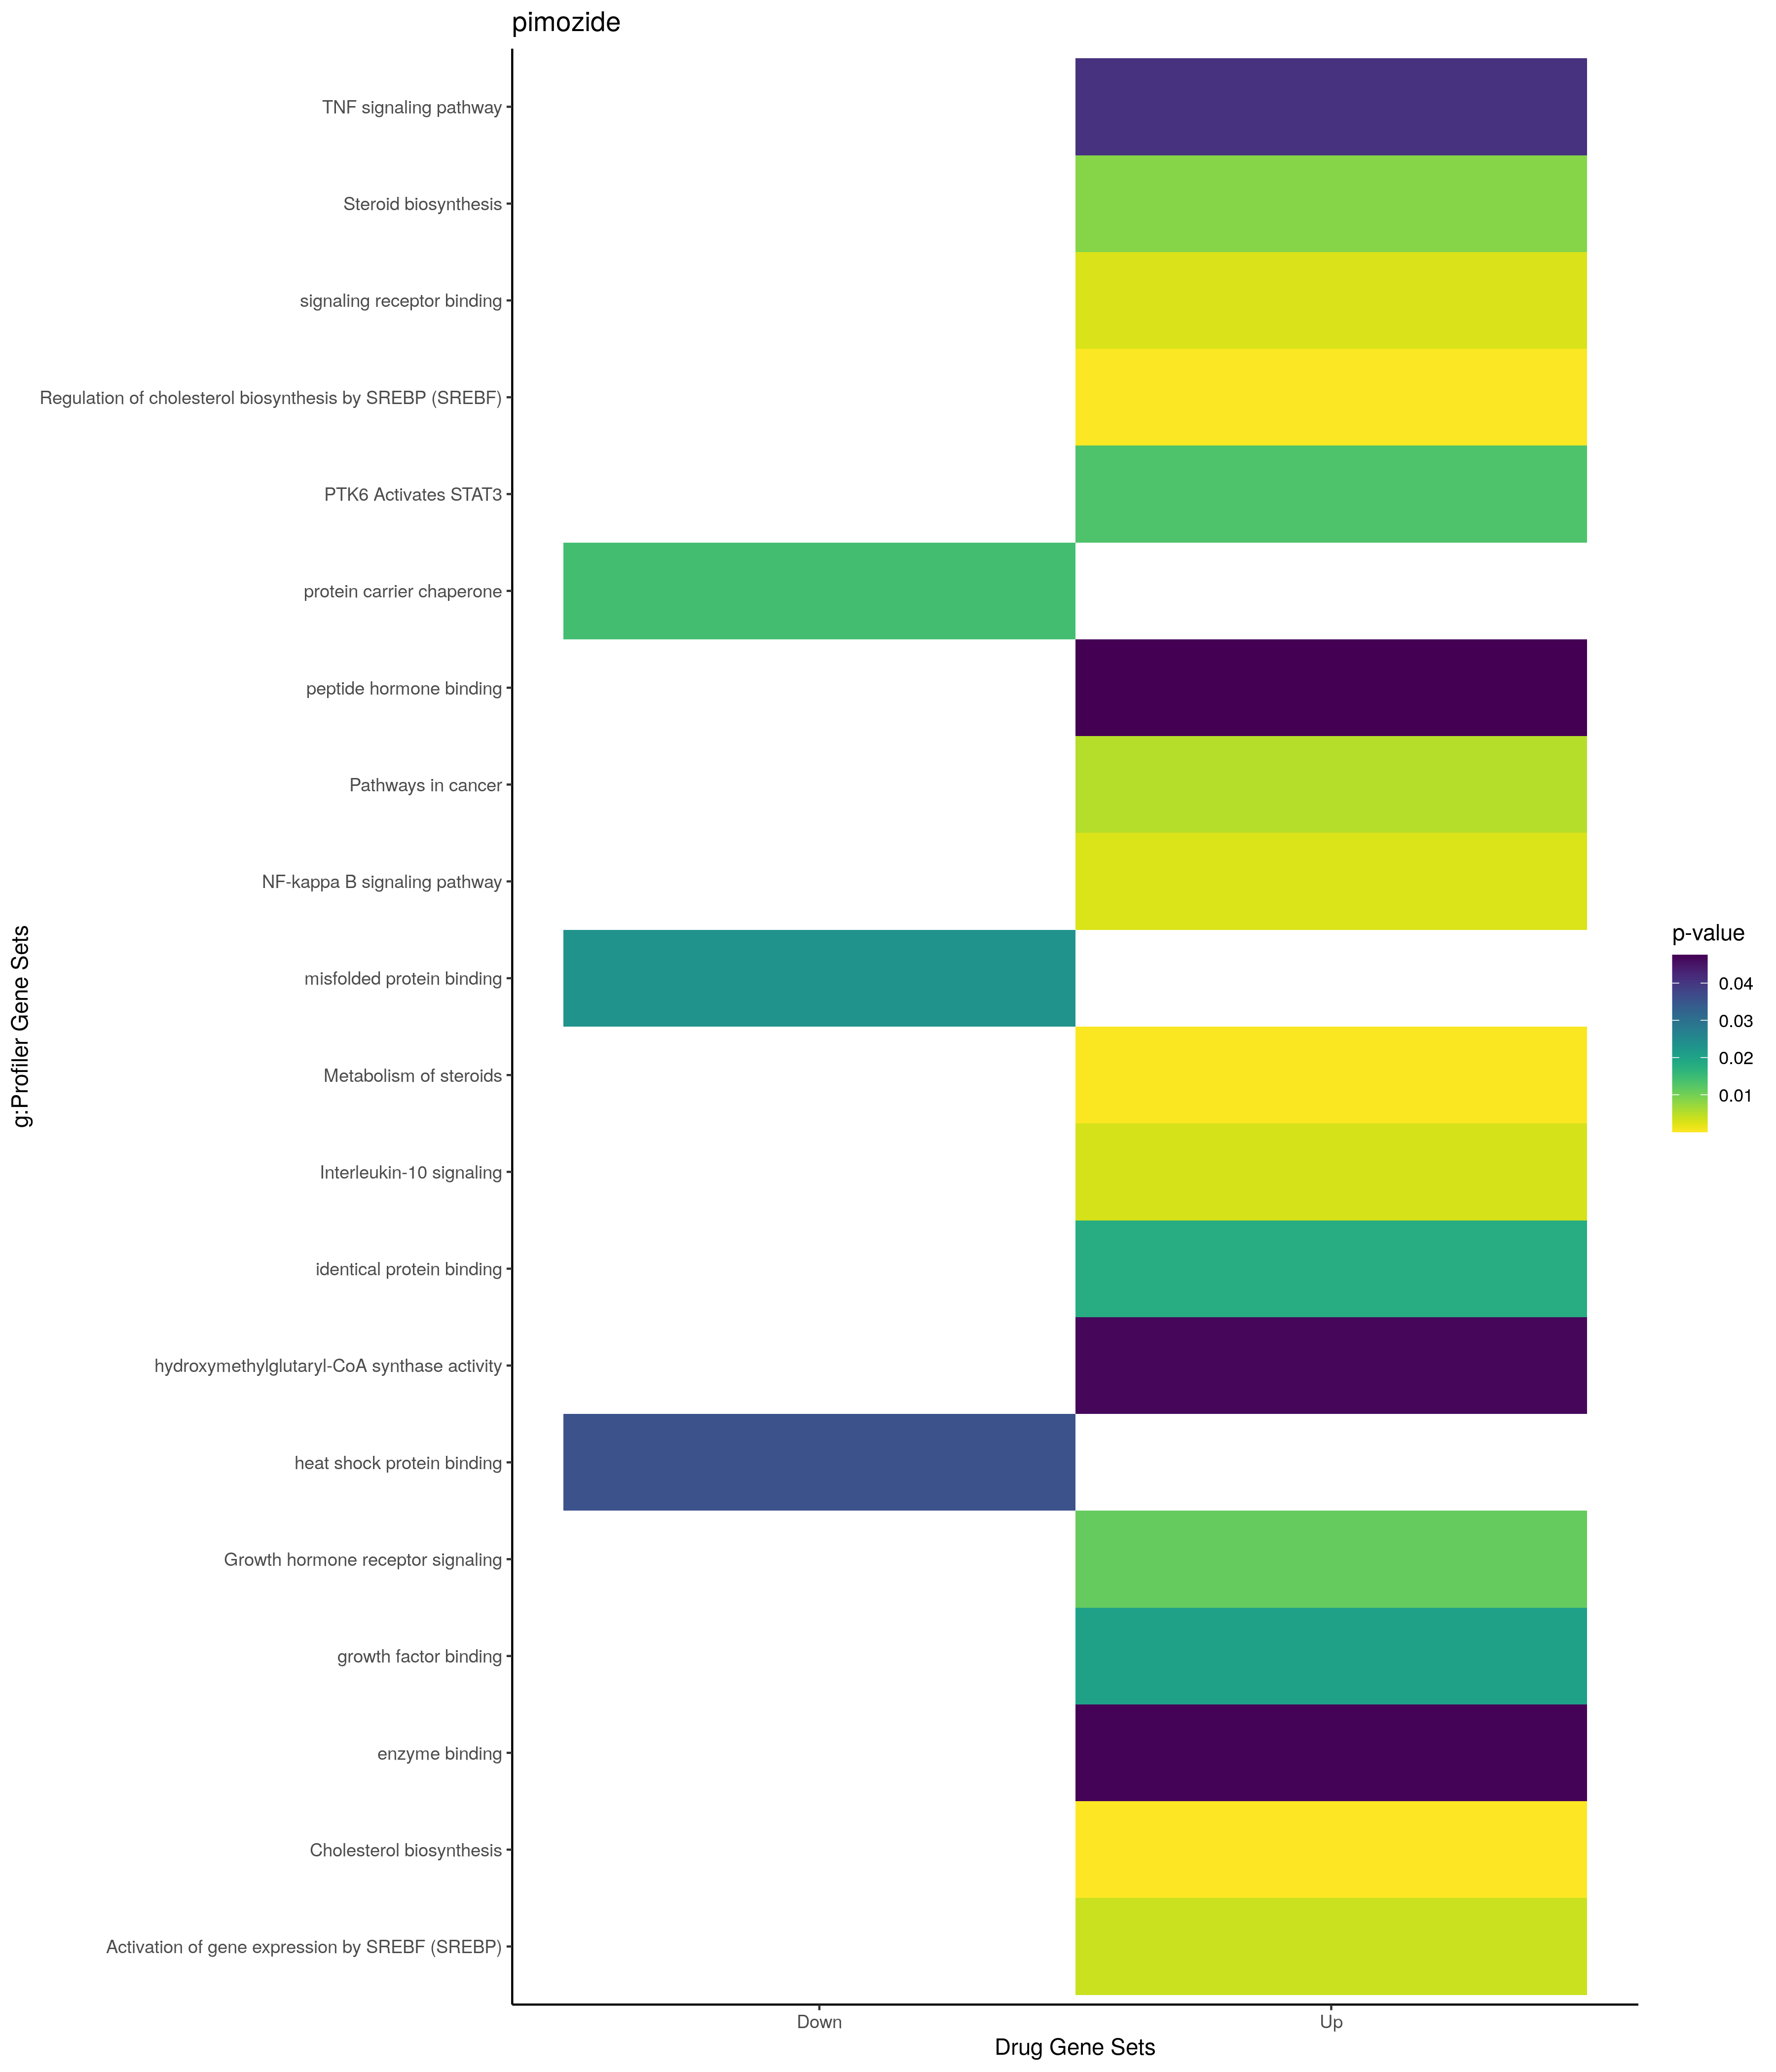 pimozide
TNF signaling pathway
Steroid biosynthesis
signaling receptor binding
Regulation of cholesterol biosynthesis by SREBP (SREBF)
PTK6 Activates STAT3
protein carrier chaperone
peptide hormone binding
Pathways in cancer
NF-kappa B signaling pathway
misfolded protein binding
Metabolism of steroids
Interleukin-10 signaling
identical protein binding
hydroxymethylglutaryl-CoA synthase activity
heat shock protein binding
Growth hormone receptor signaling
growth factor binding
enzyme binding
Cholesterol biosynthesis
Activation of gene expression by SREBF (SREBP)
g:Profiler Gene Sets
Down
Up
Drug Gene Sets
p-value
0.04
0.03
0.02
0.01